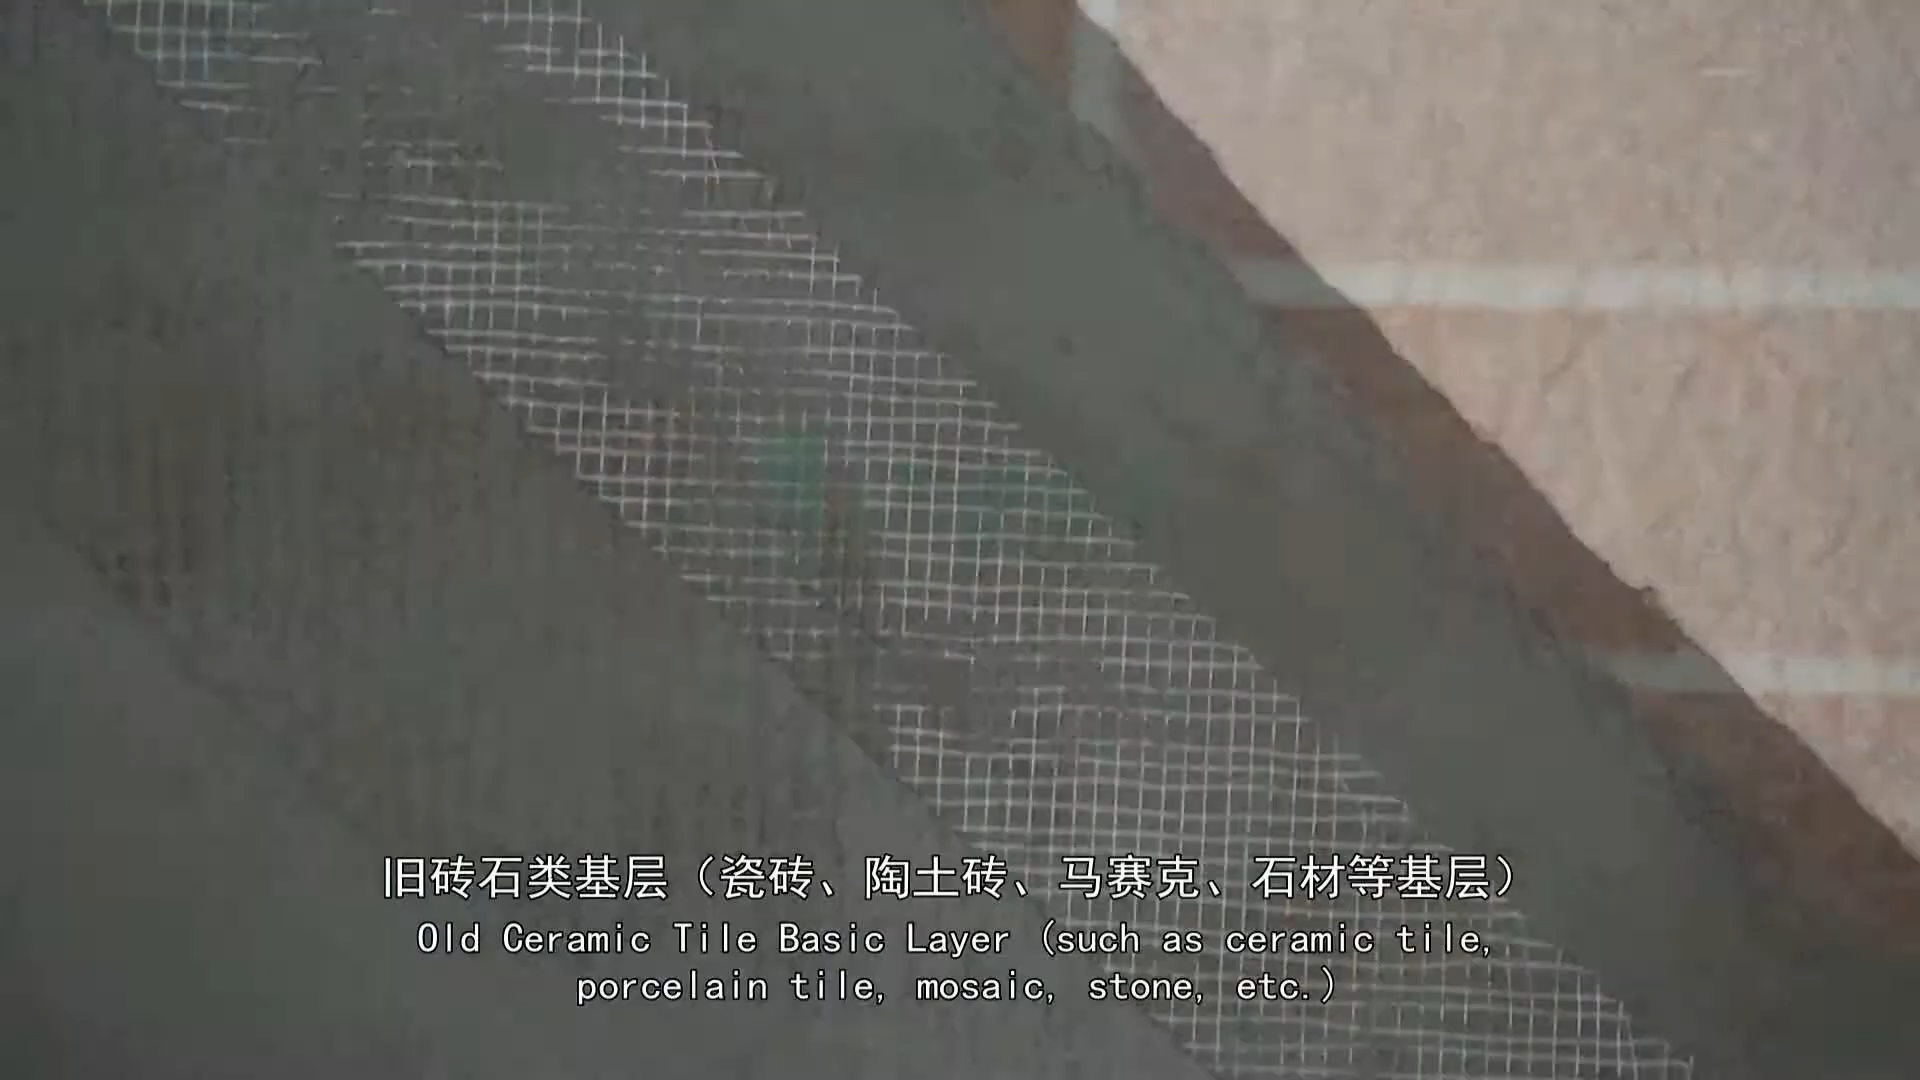 旧砖石类基层（瓷砖、陶土砖、马赛克、石材等基层）
Old Ceramic Tile Basic Layer (such as ceramic tile,
porcelain tile, mosaic, stone, etc.)